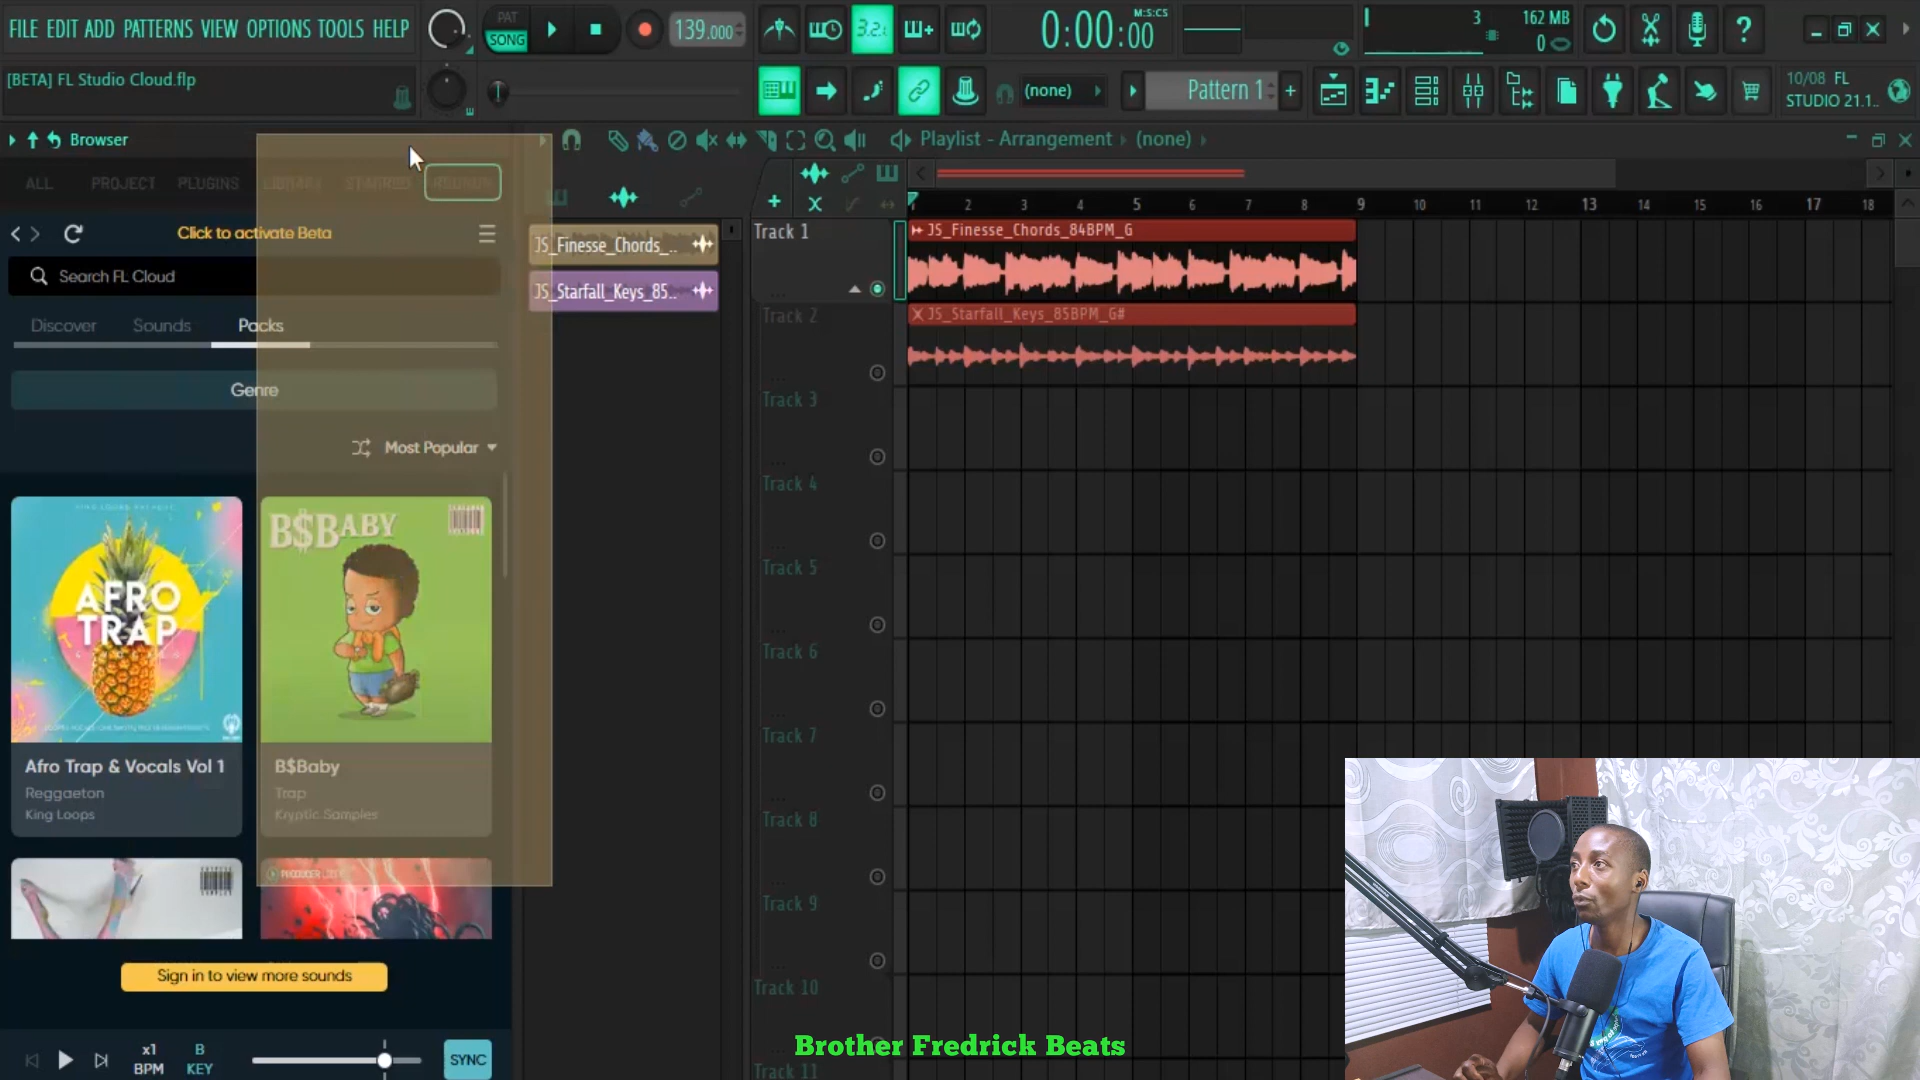 FILE EDIT ADD PATTERNS VIEW OPTIONS TOOLS HELP
PAT
SONG
139.000
3.2.
0:00:00
M:S:CS
3
162 MB
0
[BETA] FL Studio Cloud.flp
(none)
Pattern 1
10/08 FL
STUDIO 21.1..
Browser
Playlist - Arrangement (none)
ALL PROJECT PLUGINS LIBRARY STARRED
Click to activate Beta
Search FL Cloud
Discover Sounds Packs
Genre
Most Popular
JS_Finesse_Chords_..
JS_Starfall_Keys_85..
2 3 4 5 6 7 8 9 10 11 12 13 14 15 16 17 18
Track 1
JS_Finesse_Chords_84BPM_G
Track 2
JS_Starfall_Keys_85BPM_G#
Track 3
Track 4
Track 5
Track 6
Track 7
Track 8
Track 9
Track 10
Track 11
AFRO
TRAP
B$BABY
Afro Trap & Vocals Vol 1
Reggaeton
King Loops
B$Baby
Trap
Kryptic Samples
Sign in to view more sounds
x1
BPM
B
KEY
SYNC
Brother Fredrick Beats